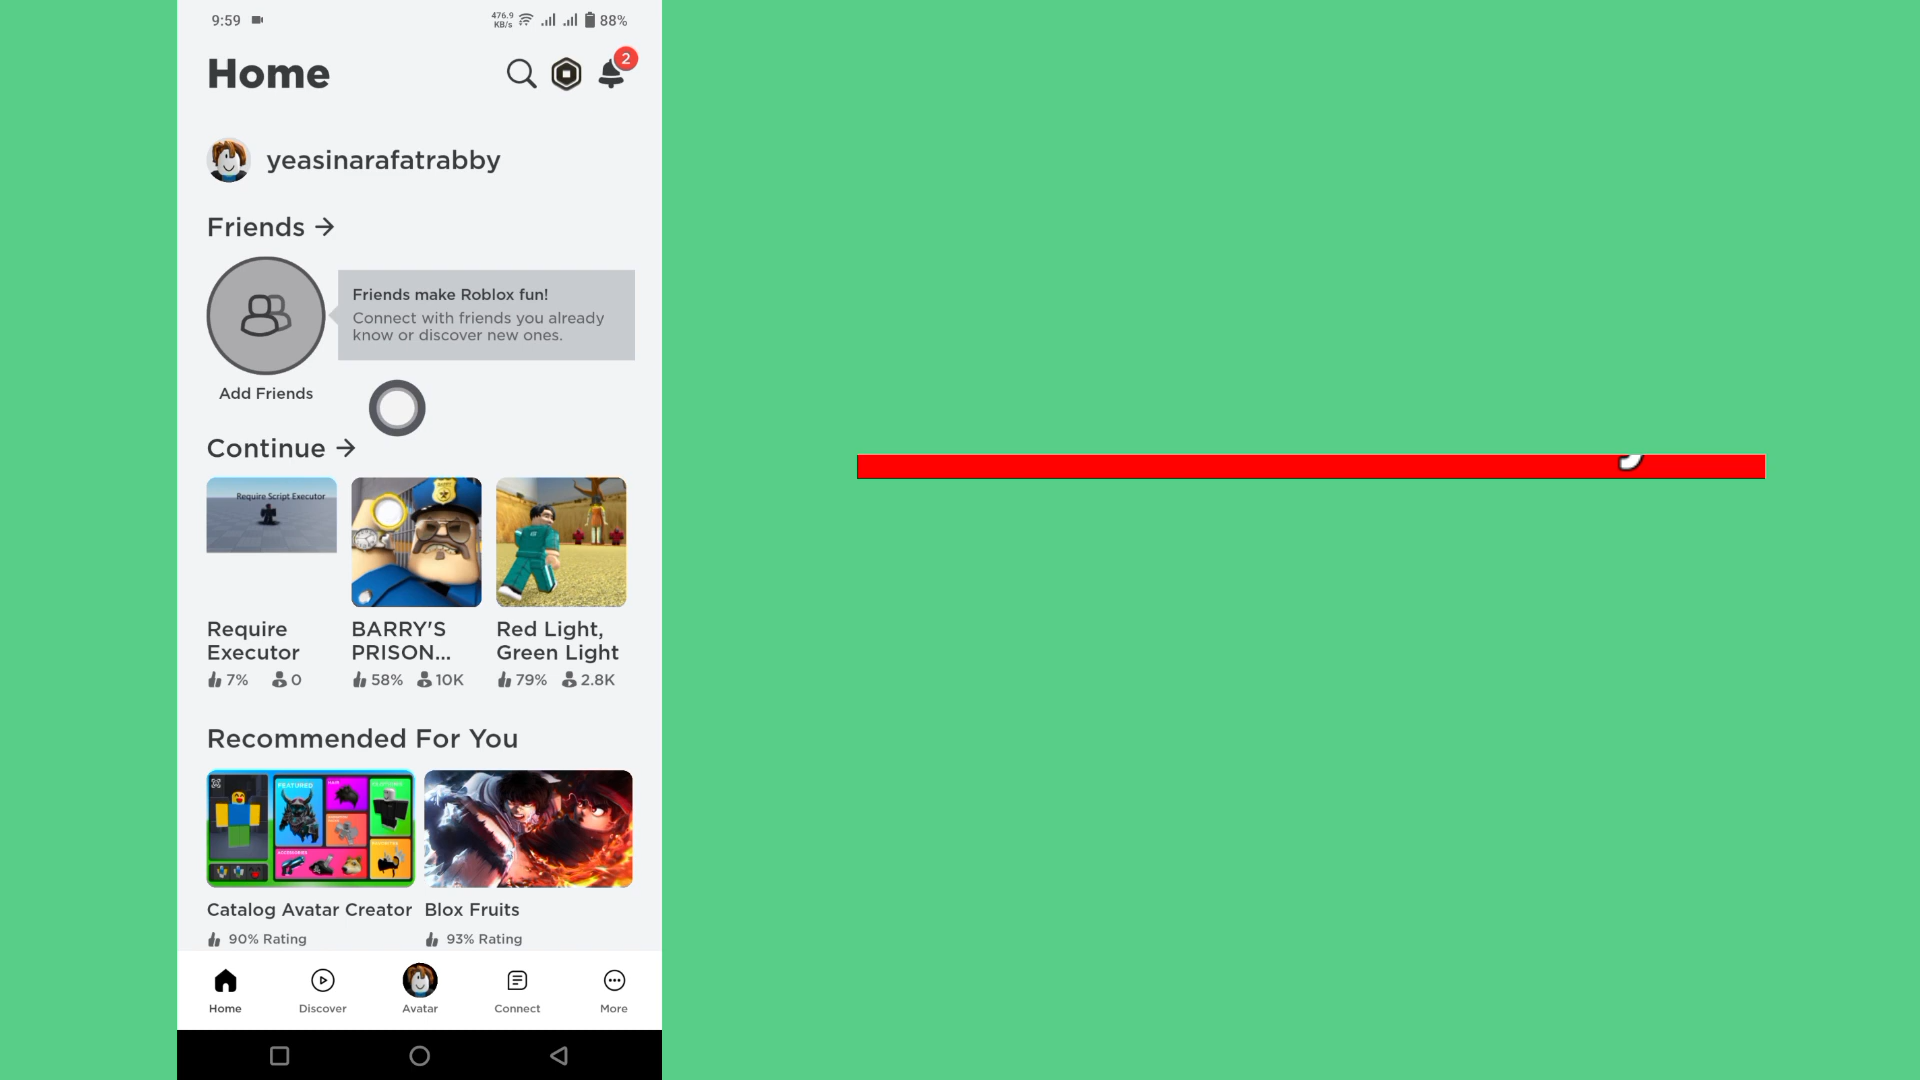 9:59
476.9 KB/s
88%
Home
2
yeasinarafatrabby
Friends →
Friends make Roblox fun!
Connect with friends you already
know or discover new ones.
Add Friends
Continue →
Require Script Executor
Require
Executor
7% 0
BARRY'S
PRISON...
58% 10K
Red Light,
Green Light
79% 2.8K
Recommended For You
FEATURED
Catalog Avatar Creator
90% Rating
Blox Fruits
93% Rating
Home
Discover
Avatar
Connect
More